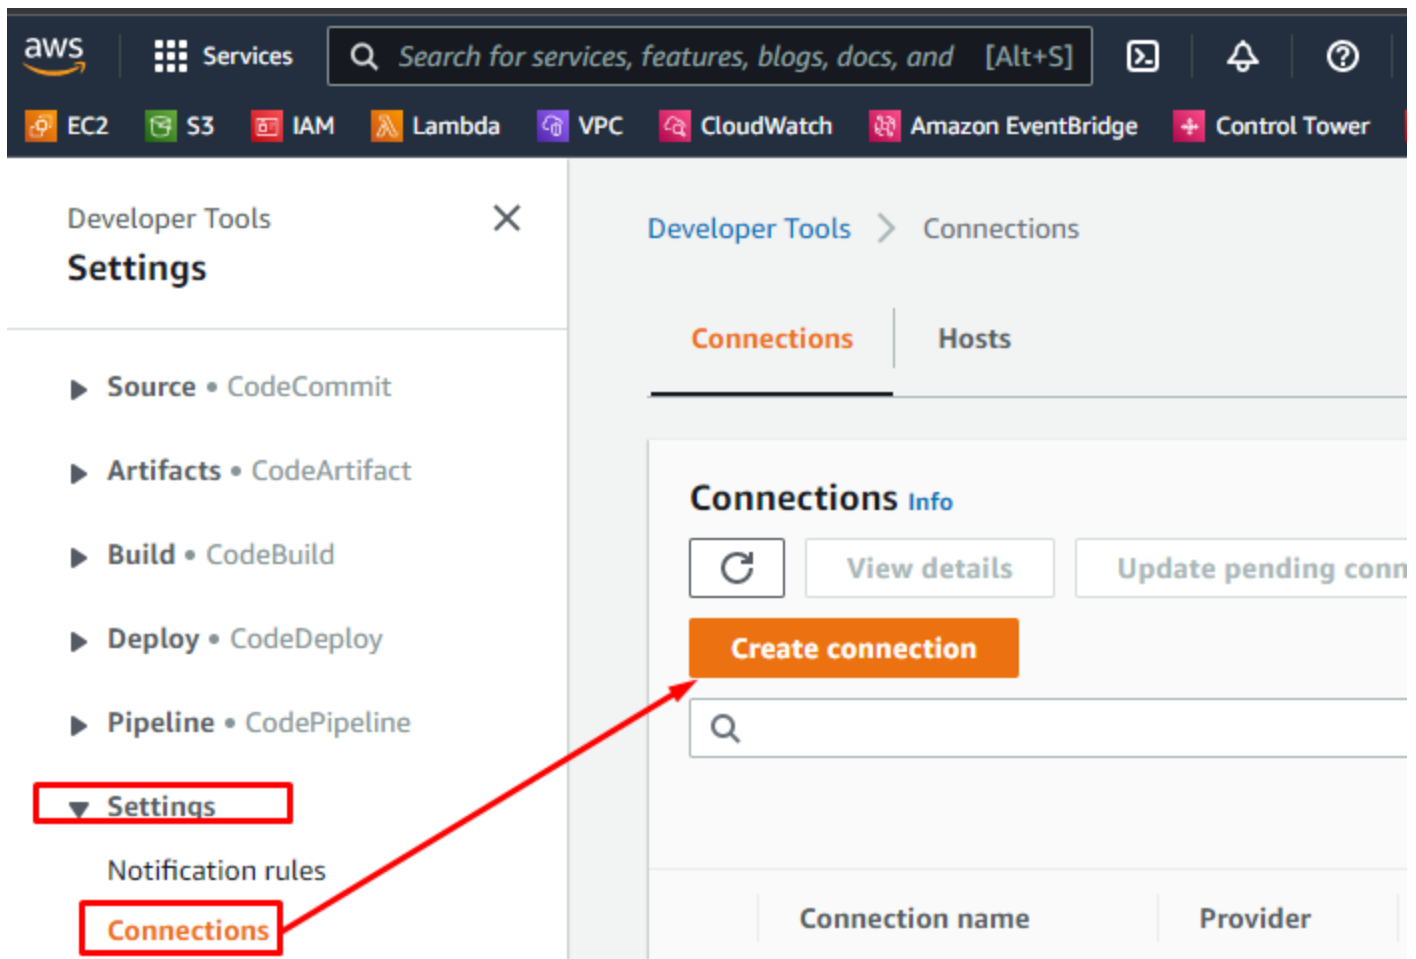 aws Services Search for services, features, blogs, docs, and [Alt+S]
EC2 S3 IAM Lambda VPC CloudWatch Amazon EventBridge Control Tower
Developer Tools
Settings
Source • CodeCommit
Artifacts • CodeArtifact
Build • CodeBuild
Deploy • CodeDeploy
Pipeline • CodePipeline
Settings
Notification rules
Connections
Developer Tools > Connections
Connections Hosts
Connections Info
View details Update pending conn
Create connection
Connection name Provider